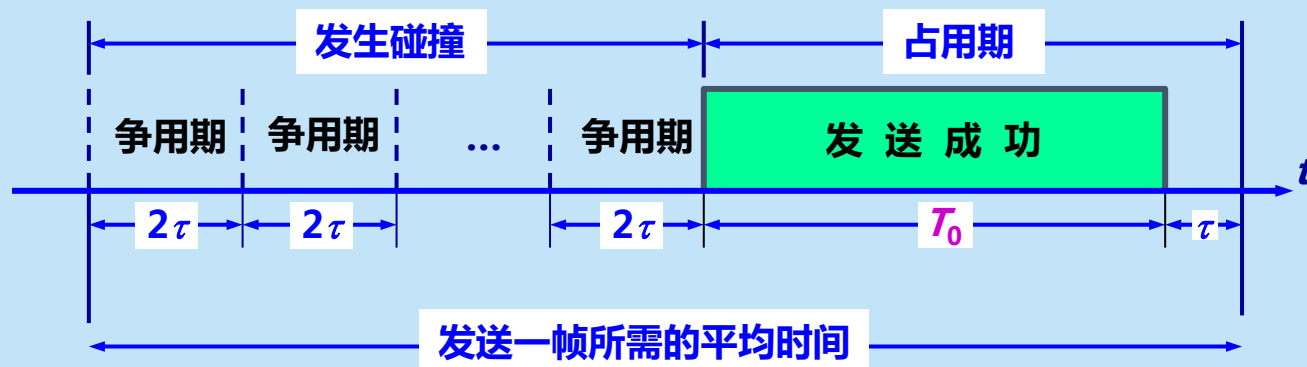 发生碰撞 占用期
争用期 争用期 ... 争用期 发 送 成 功
t
2τ 2τ 2τ T₀ τ
发送一帧所需的平均时间